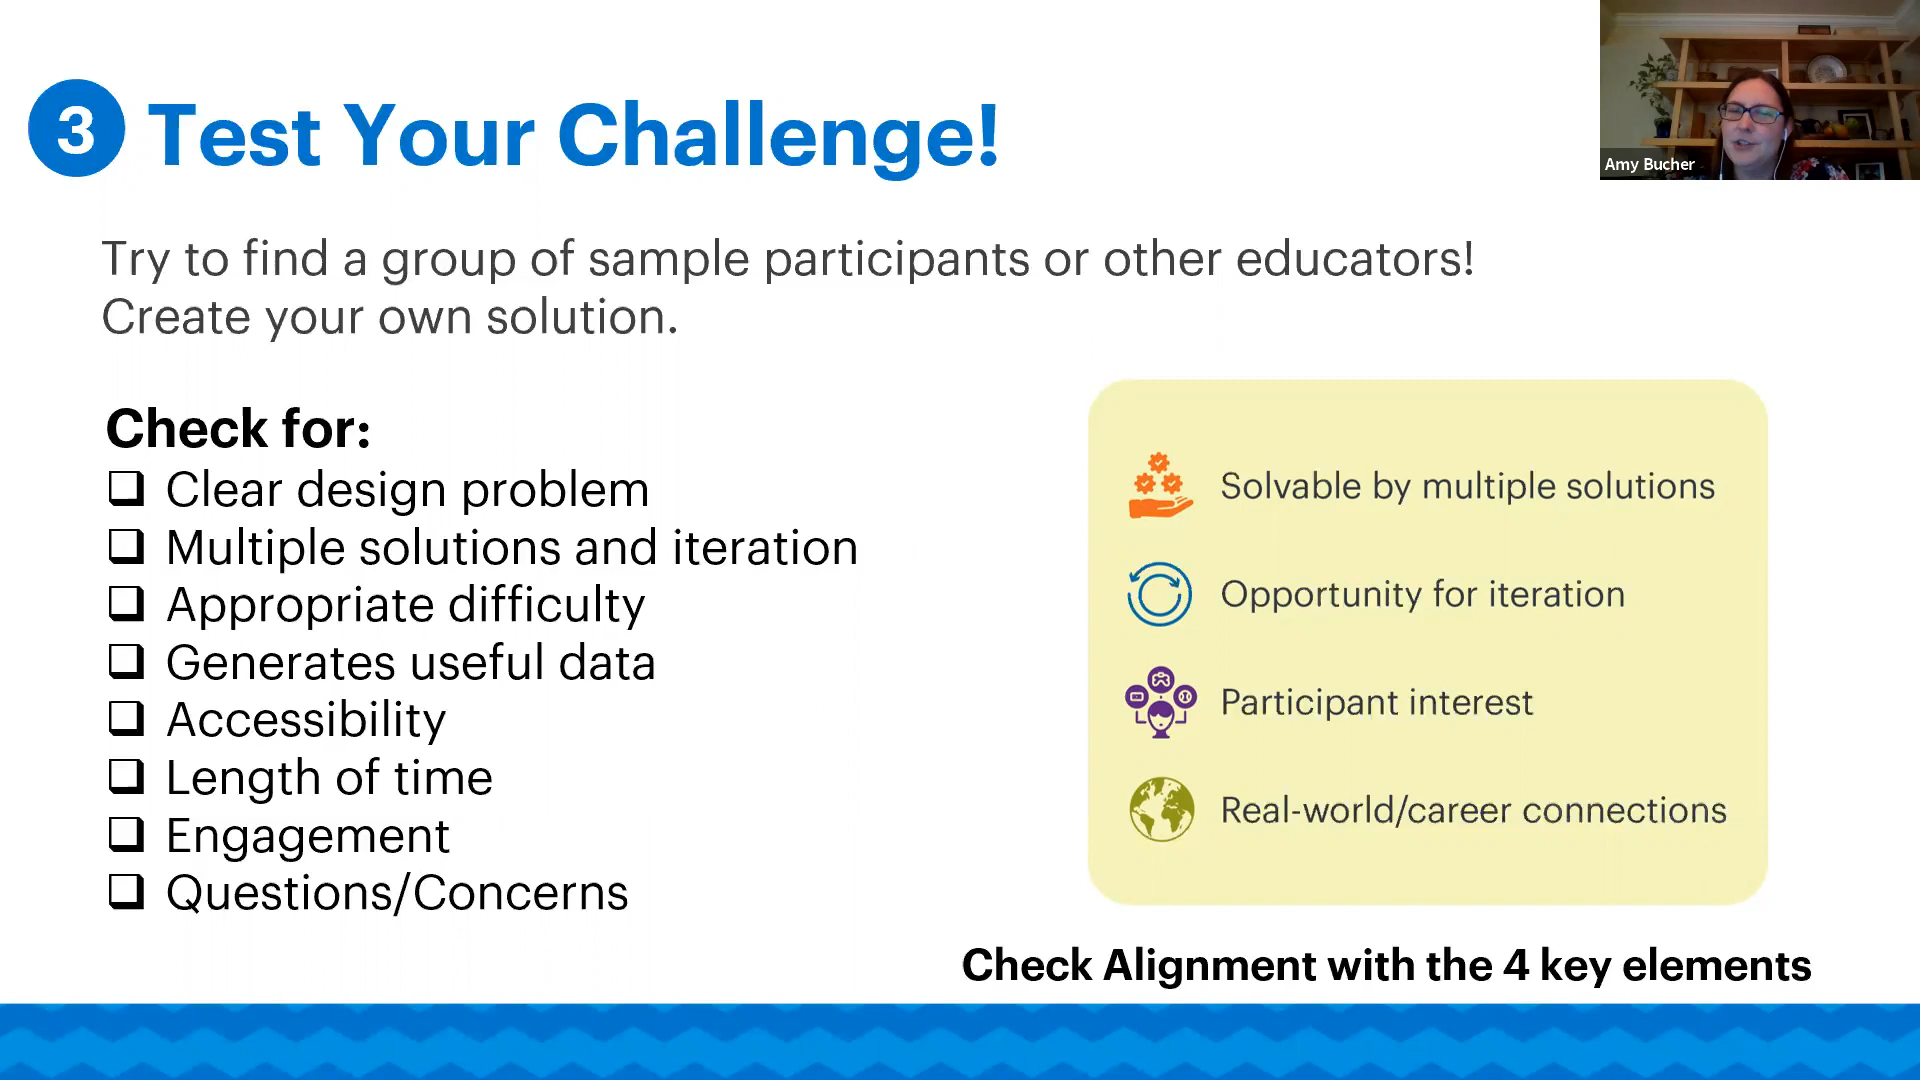 3 Test Your Challenge!
Amy Bucher
Try to find a group of sample participants or other educators!
Create your own solution.
Check for:
Clear design problem
Multiple solutions and iteration
Appropriate difficulty
Generates useful data
Accessibility
Length of time
Engagement
Questions/Concerns
Solvable by multiple solutions
Opportunity for iteration
Participant interest
Real-world/career connections
Check Alignment with the 4 key elements